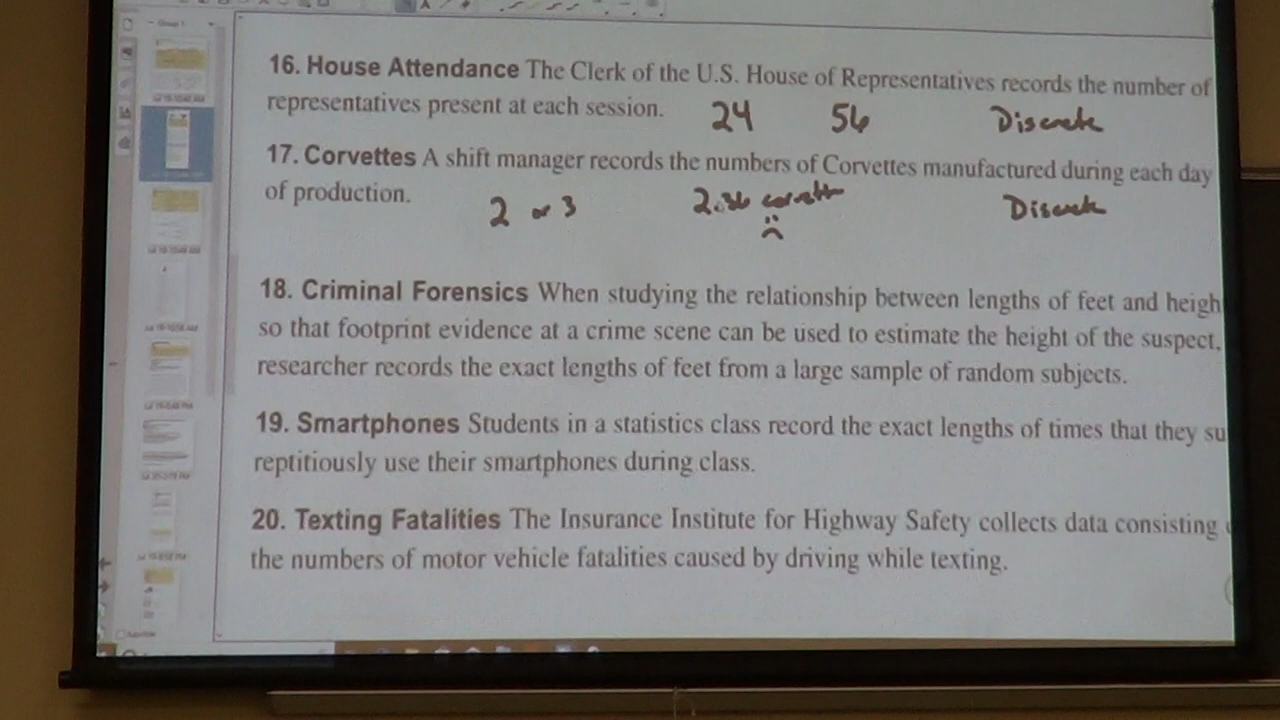 16. House Attendance The Clerk of the U.S. House of Representatives records the number of
representatives present at each session. 24 56 Discrete
17. Corvettes A shift manager records the numbers of Corvettes manufactured during each day
of production. 2 or 3 2.36 corvette Discrete
18. Criminal Forensics When studying the relationship between lengths of feet and heigh
so that footprint evidence at a crime scene can be used to estimate the height of the suspect,
researcher records the exact lengths of feet from a large sample of random subjects.
19. Smartphones Students in a statistics class record the exact lengths of times that they su
reptitiously use their smartphones during class.
20. Texting Fatalities The Insurance Institute for Highway Safety collects data consisting
the numbers of motor vehicle fatalities caused by driving while texting.